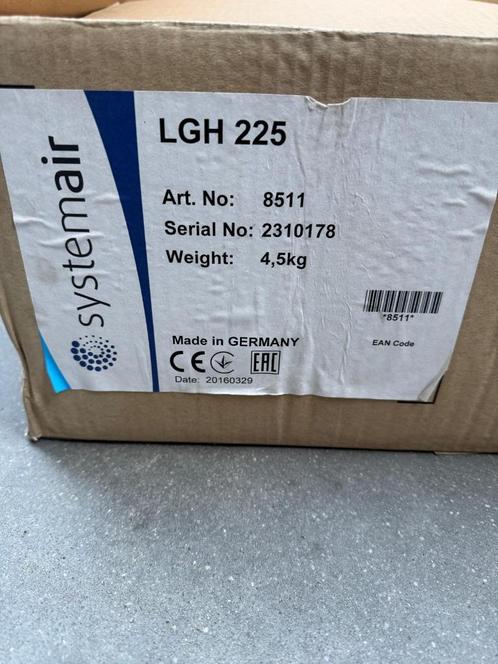 systemair
LGH 225
Art. No: 8511
Serial No: 2310178
Weight: 4,5kg
*8511*
EAN Code
Made in GERMANY
CE EAC
Date: 20160329